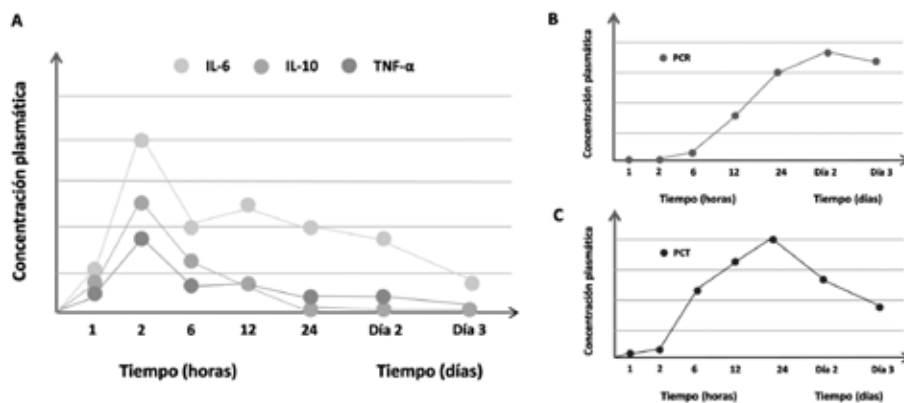 A
IL-6 IL-10 TNF-α
Concentración plasmática
1 2 6 12 24 Día 2 Día 3
Tiempo (horas) Tiempo (días)
B
PCR
Concentración plasmática
1 2 6 12 24 Día 2 Día 3
Tiempo (horas) Tiempo (días)
C
PCT
Concentración plasmática
1 2 6 12 24 Día 2 Día 3
Tiempo (horas) Tiempo (días)